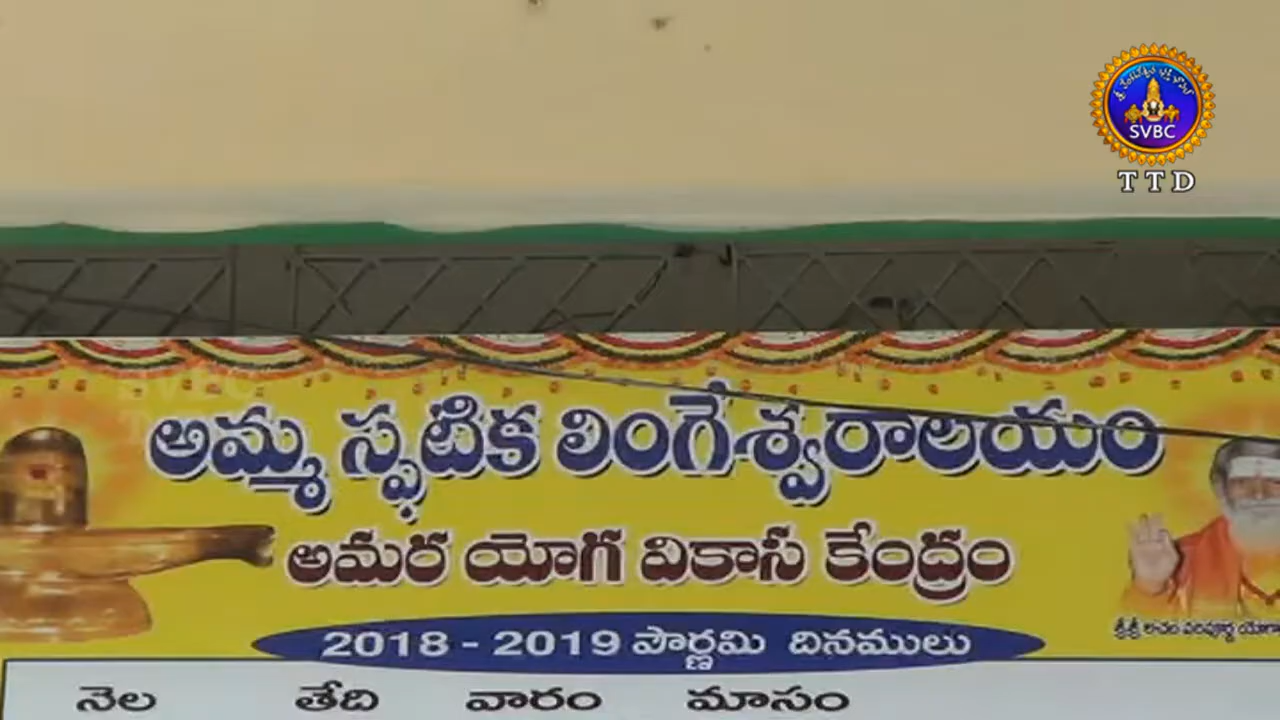 SVBC
TTD
అమ్మ స్ఫటిక లింగేశ్వరాలయం
అమర యోగ వికాస కేంద్రం
2018 - 2019 పౌర్ణమి దినములు
నెల తేది వారం మాసం